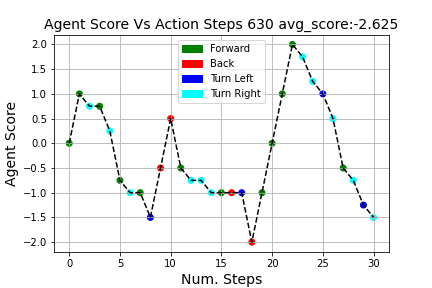 Agent Score Vs Action Steps 630 avg_score:-2.625
Forward
Back
Turn Left
Turn Right
Agent Score
2.0
1.5
1.0
0.5
0.0
−0.5
−1.0
−1.5
−2.0
0 5 10 15 20 25 30
Num. Steps